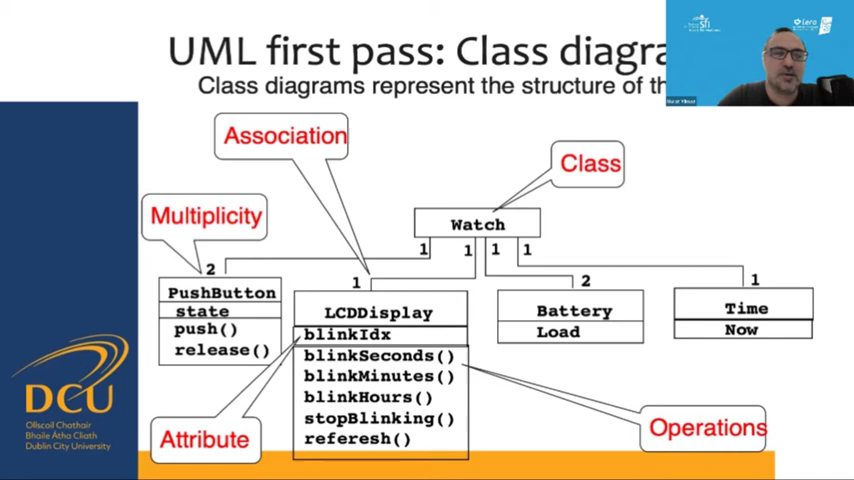 UML first pass: Class diagra
Class diagrams represent the structure of th
Association
Class
Multiplicity
Watch
1
1
1
1
2
1
2
1
PushButton
state
push()
release()
LCDDisplay
blinkIdx
blinkSeconds()
blinkMinutes()
blinkHours()
stopBlinking()
referesh()
Battery
Load
Time
Now
Attribute
Operations
DCU
Ollscoil Chathair
Bhaile Átha Cliath
Dublin City University
sfi
Lero